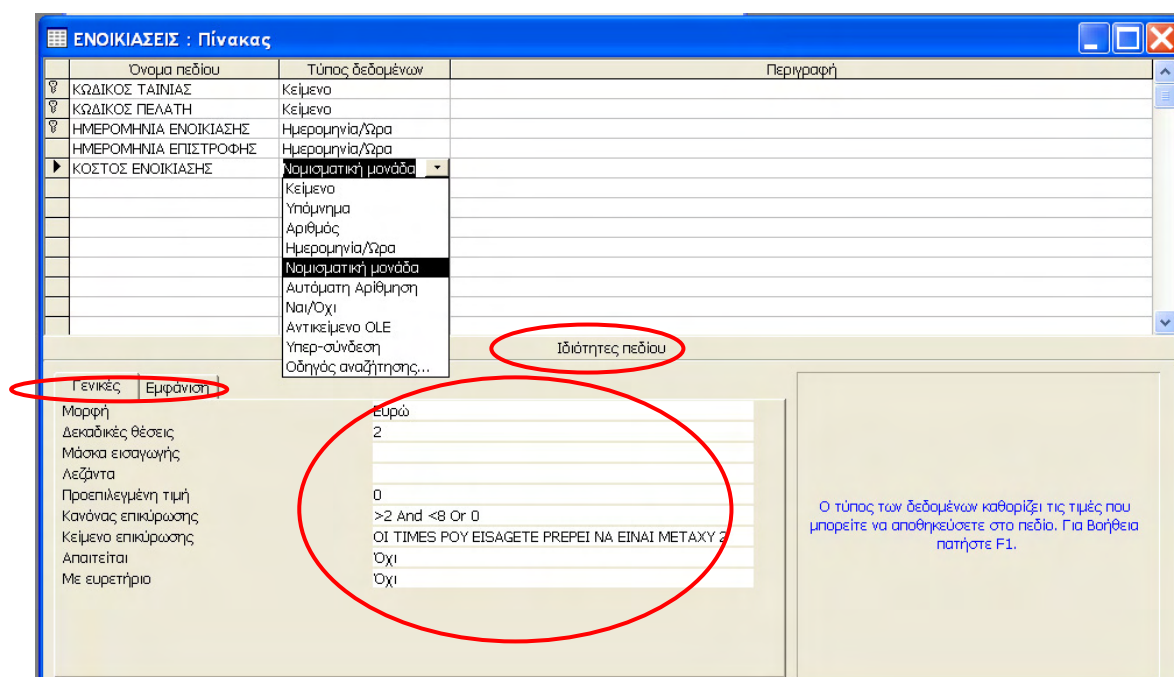 ΕΝΟΙΚΙΑΣΕΙΣ : Πίνακας
Όνομα πεδίου Τύπος δεδομένων Περιγραφή
ΚΩΔΙΚΟΣ ΤΑΙΝΙΑΣ Κείμενο
ΚΩΔΙΚΟΣ ΠΕΛΑΤΗ Κείμενο
ΗΜΕΡΟΜΗΝΙΑ ΕΝΟΙΚΙΑΣΗΣ Ημερομηνία/Ώρα
ΗΜΕΡΟΜΗΝΙΑ ΕΠΙΣΤΡΟΦΗΣ Ημερομηνία/Ώρα
ΚΟΣΤΟΣ ΕΝΟΙΚΙΑΣΗΣ Νομισματική μονάδα
Κείμενο
Υπόμνημα
Αριθμός
Ημερομηνία/Ώρα
Νομισματική μονάδα
Αυτόματη Αρίθμηση
Ναι/Όχι
Αντικείμενο OLE
Υπερ-σύνδεση
Οδηγός αναζήτησης...
Ιδιότητες πεδίου
Γενικές Εμφάνιση
Μορφή Ευρώ
Δεκαδικές θέσεις 2
Μάσκα εισαγωγής
Λεζάντα
Προεπιλεγμένη τιμή 0
Κανόνας επικύρωσης >2 And <8 Or 0
Κείμενο επικύρωσης OI TIMES POY EISAGETE PREPEI NA EINAI METAXY 2
Απαιτείται Όχι
Με ευρετήριο Όχι
Ο τύπος των δεδομένων καθορίζει τις τιμές που
μπορείτε να αποθηκεύσετε στο πεδίο. Για Βοήθεια
πατήστε F1.